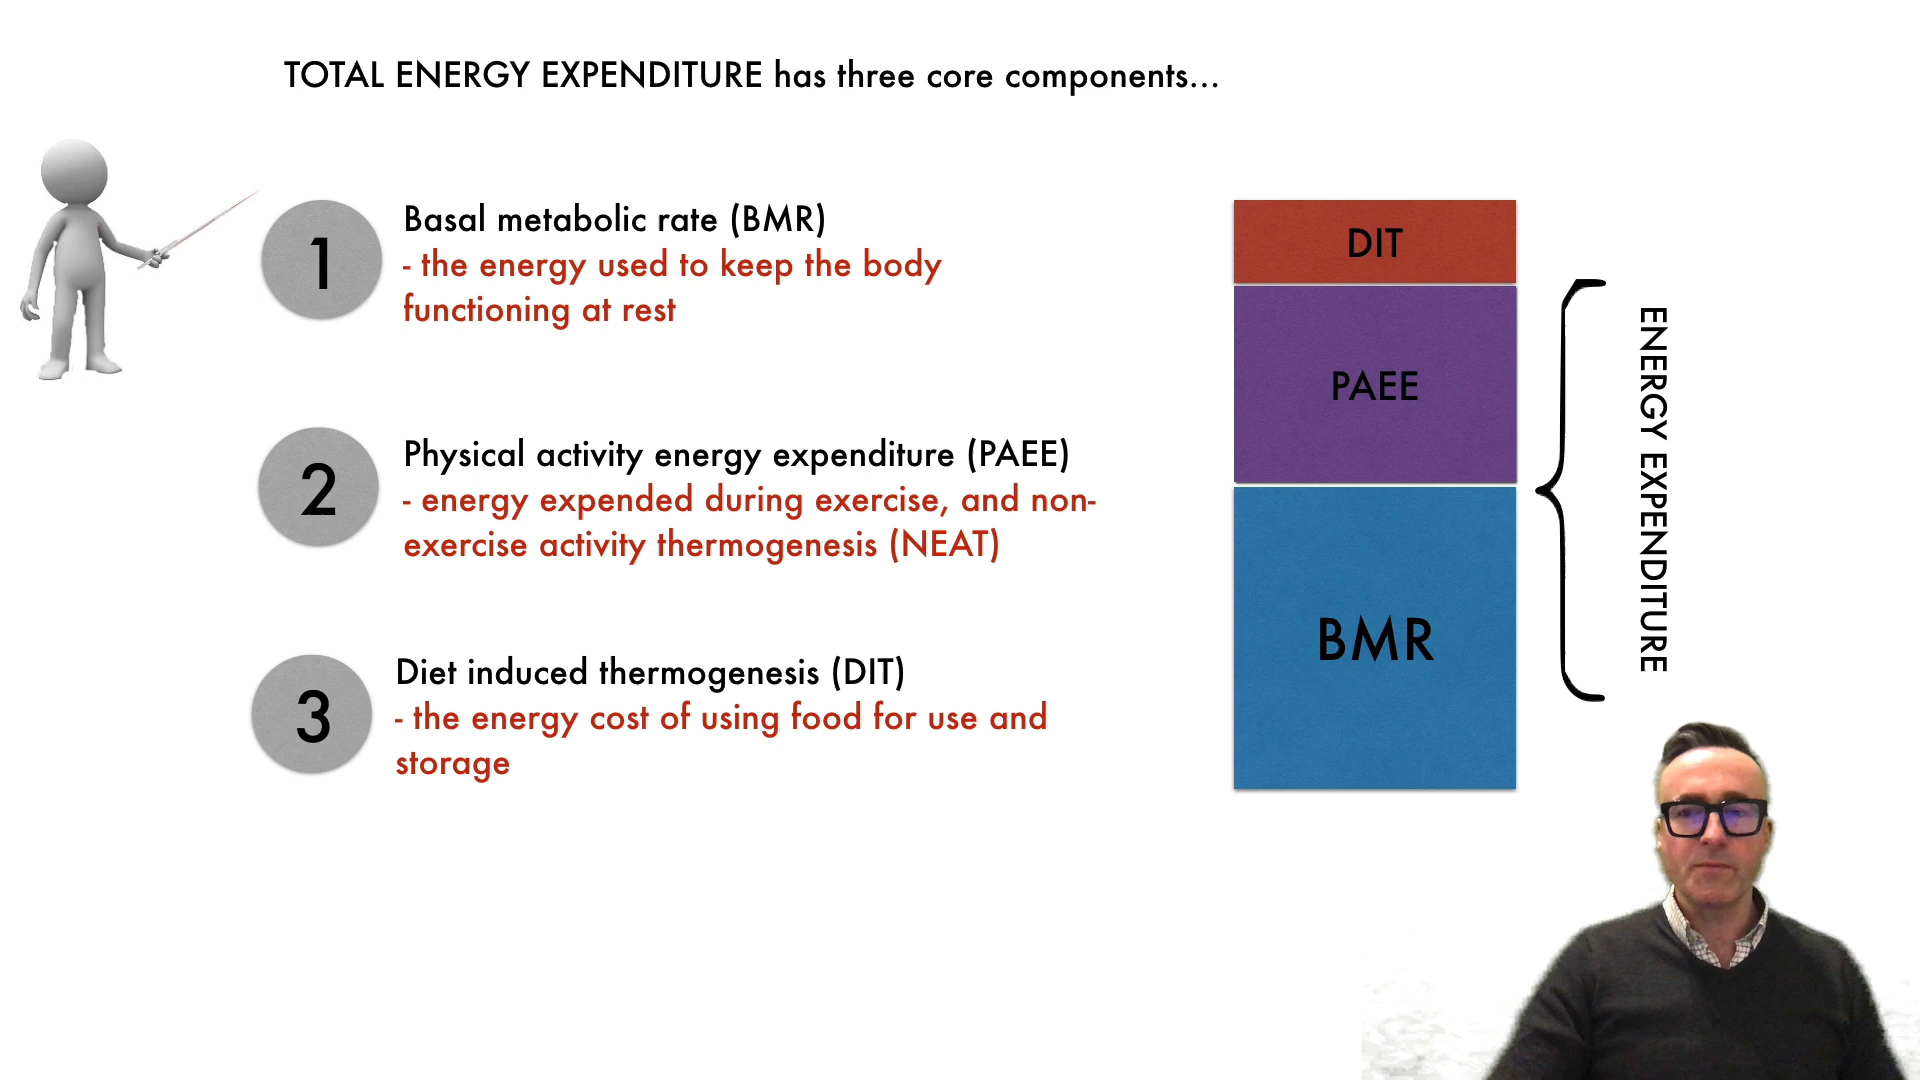 TOTAL ENERGY EXPENDITURE has three core components...
1
Basal metabolic rate (BMR)
- the energy used to keep the body
functioning at rest
2
Physical activity energy expenditure (PAEE)
- energy expended during exercise, and non-
exercise activity thermogenesis (NEAT)
3
Diet induced thermogenesis (DIT)
- the energy cost of using food for use and
storage
DIT
PAEE
BMR
ENERGY EXPENDITURE